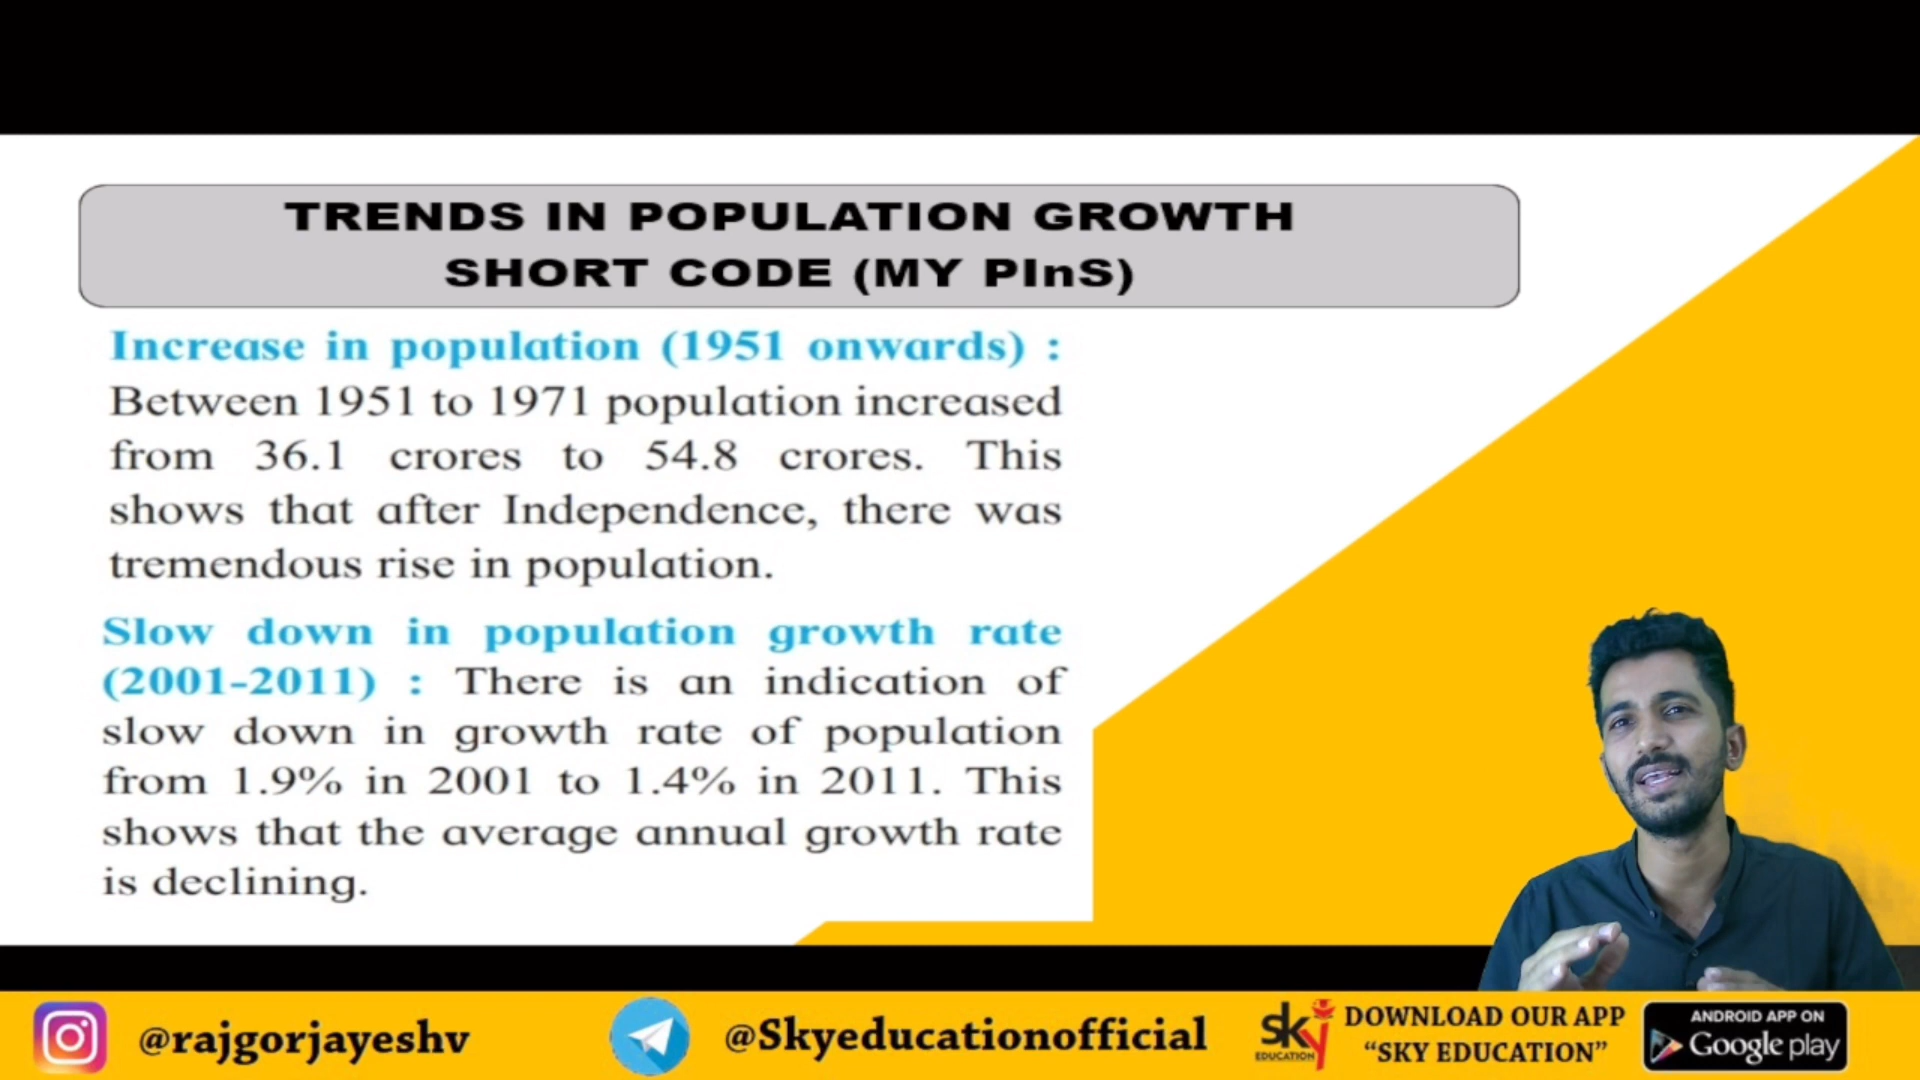 TRENDS IN POPULATION GROWTH
SHORT CODE (MY PInS)
Increase in population (1951 onwards) :
Between 1951 to 1971 population increased
from 36.1 crores to 54.8 crores. This
shows that after Independence, there was
tremendous rise in population.
Slow down in population growth rate
(2001-2011) : There is an indication of
slow down in growth rate of population
from 1.9% in 2001 to 1.4% in 2011. This
shows that the average annual growth rate
is declining.
@rajgorjayeshv
@Skyeducationofficial
sky
EDUCATION
DOWNLOAD OUR APP
“SKY EDUCATION”
ANDROID APP ON
Google play